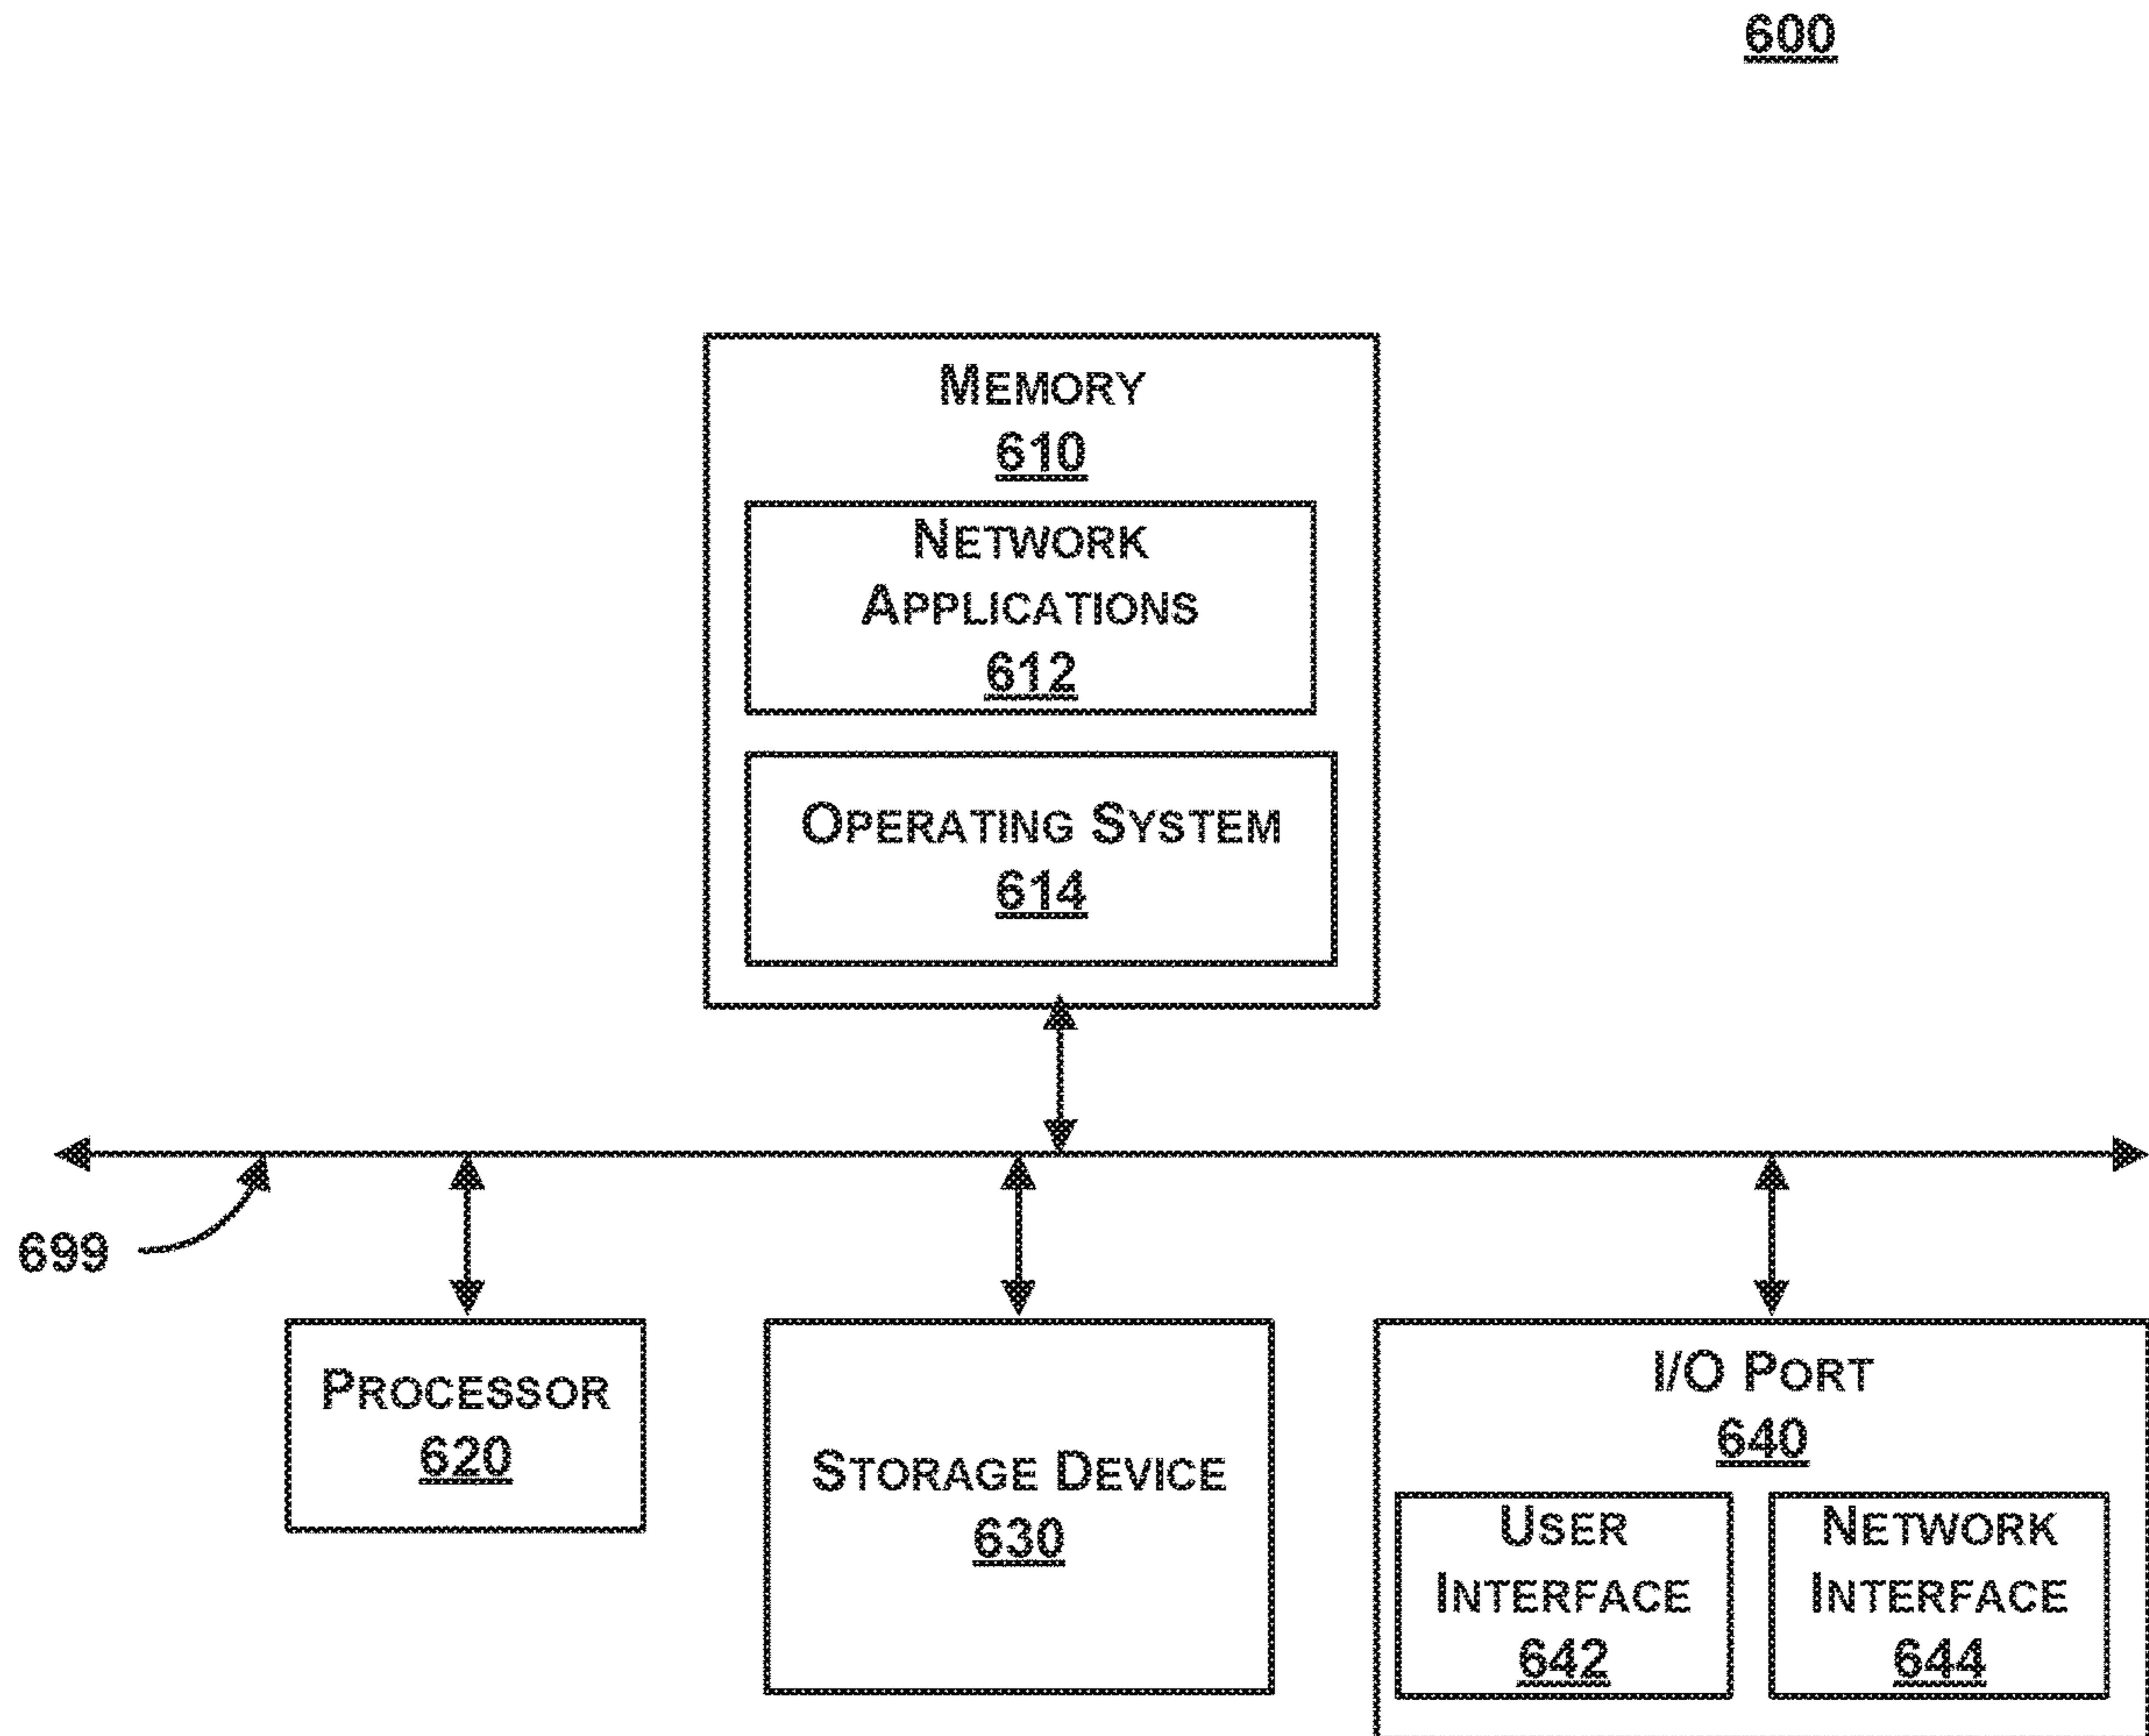 600
MEMORY
610
NETWORK
APPLICATIONS
612
OPERATING SYSTEM
614
699
PROCESSOR
620
STORAGE DEVICE
630
I/O PORT
640
USER
INTERFACE
642
NETWORK
INTERFACE
644